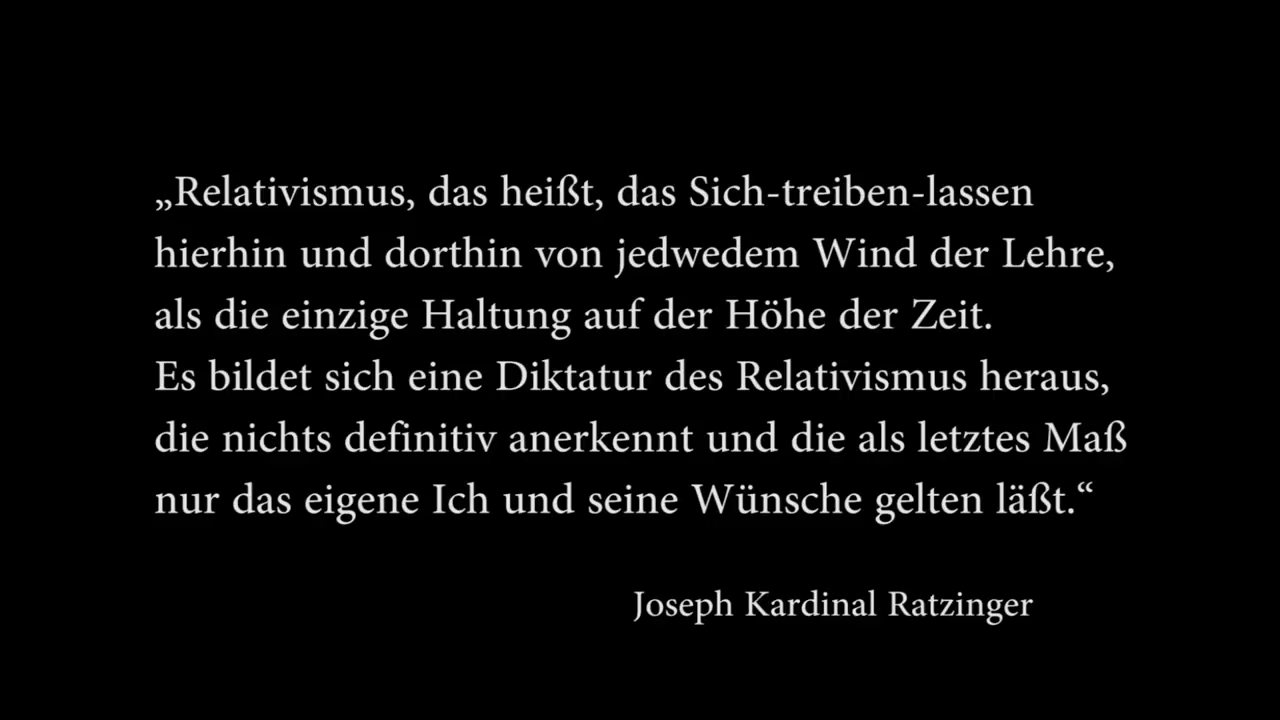 „Relativismus, das heißt, das Sich-treiben-lassen
hierhin und dorthin von jedwedem Wind der Lehre,
als die einzige Haltung auf der Höhe der Zeit.
Es bildet sich eine Diktatur des Relativismus heraus,
die nichts definitiv anerkennt und die als letztes Maß
nur das eigene Ich und seine Wünsche gelten läßt.“
Joseph Kardinal Ratzinger